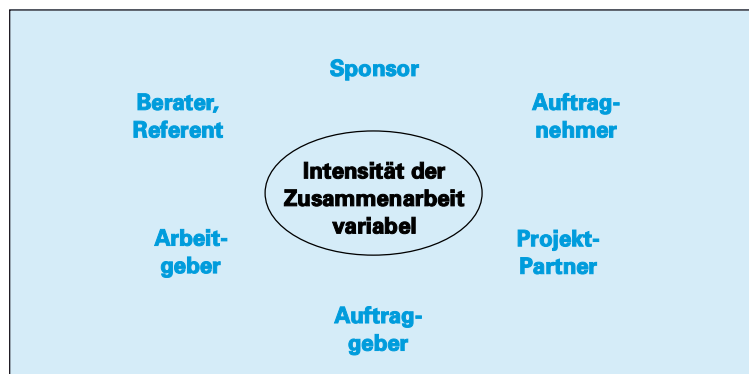 Sponsor
Berater,
Referent
Auftrag-
nehmer
Intensität der
Zusammenarbeit
variabel
Arbeit-
geber
Projekt-
Partner
Auftrag-
geber